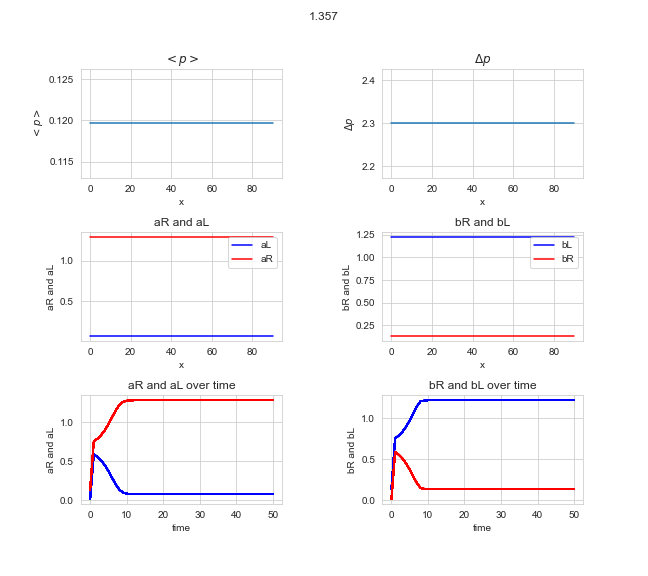 1.357
< p >
Δp
0.125
0.120
0.115
< p >
0 20 40 60 80
x
2.4
2.3
2.2
Δp
0 20 40 60 80
x
aR and aL
bR and bL
1.0
0.5
aR and aL
aL
aR
0 20 40 60 80
x
1.25
1.00
0.75
0.50
0.25
bR and bL
bL
bR
0 20 40 60 80
x
aR and aL over time
bR and bL over time
1.0
0.5
0.0
aR and aL
0 10 20 30 40 50
time
1.0
0.5
0.0
bR and bL
0 10 20 30 40 50
time